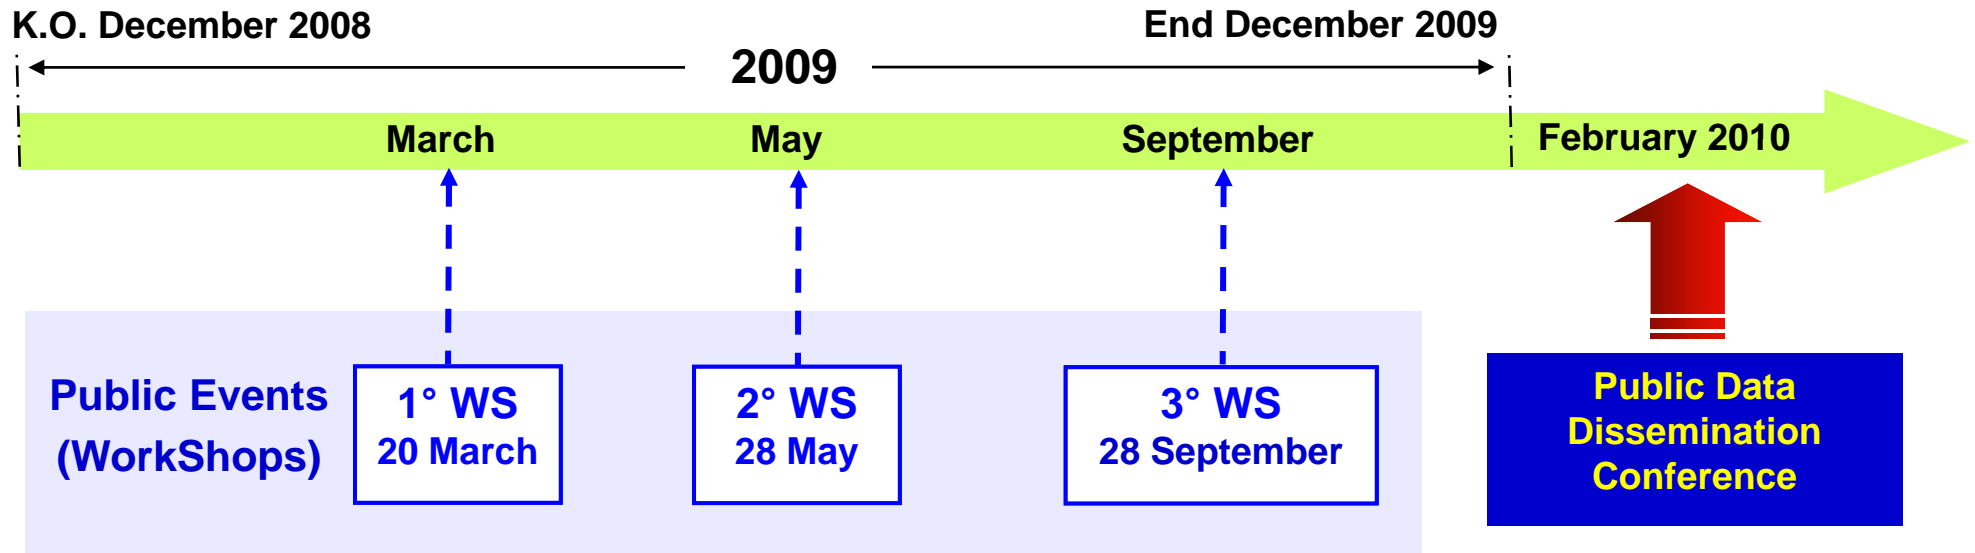 K.O. December 2008
End December 2009
2009
March
May
September
February 2010
Public Events
(WorkShops)
1° WS
20 March
2° WS
28 May
3° WS
28 September
Public Data
Dissemination
Conference